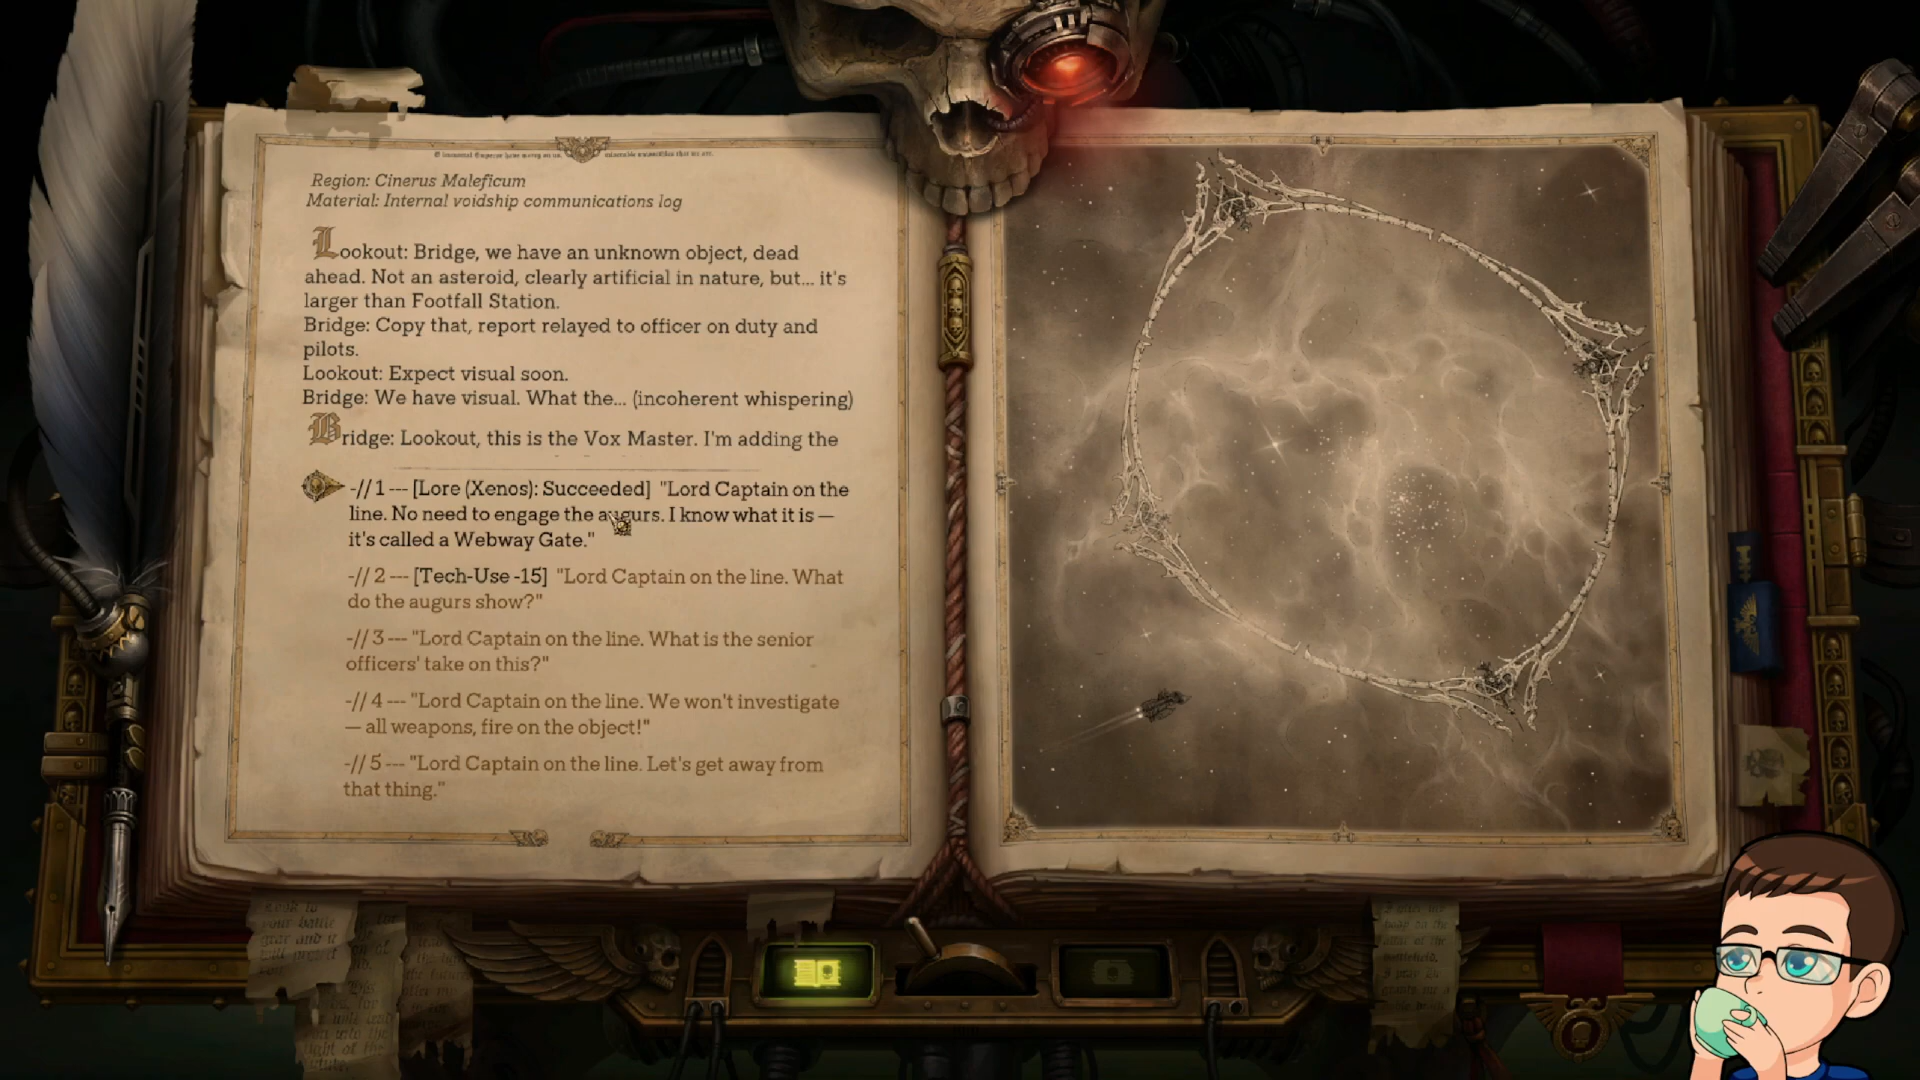 Region: Cinerus Maleficum
Material: Internal voidship communications log
Lookout: Bridge, we have an unknown object, dead
ahead. Not an asteroid, clearly artificial in nature, but... it's
larger than Footfall Station.
Bridge: Copy that, report relayed to officer on duty and
pilots.
Lookout: Expect visual soon.
Bridge: We have visual. What the... (incoherent whispering)
Bridge: Lookout, this is the Vox Master. I'm adding the
-// 1 --- [Lore (Xenos): Succeeded] "Lord Captain on the
line. No need to engage the augurs. I know what it is —
it's called a Webway Gate."
-// 2 --- [Tech-Use -15] "Lord Captain on the line. What
do the augurs show?"
-// 3 --- "Lord Captain on the line. What is the senior
officers' take on this?"
-// 4 --- "Lord Captain on the line. We won't investigate
— all weapons, fire on the object!"
-// 5 --- "Lord Captain on the line. Let's get away from
that thing."